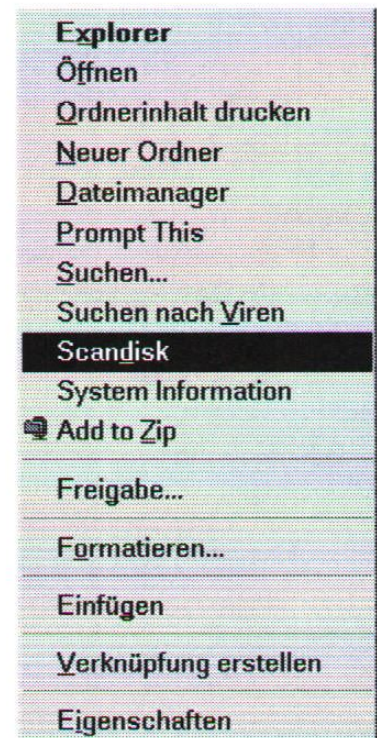 Explorer
Öffnen
Ordnerinhalt drucken
Neuer Ordner
Dateimanager
Prompt This
Suchen...
Suchen nach Viren
Scandisk
System Information
Add to Zip
Freigabe...
Formatieren...
Einfügen
Verknüpfung erstellen
Eigenschaften